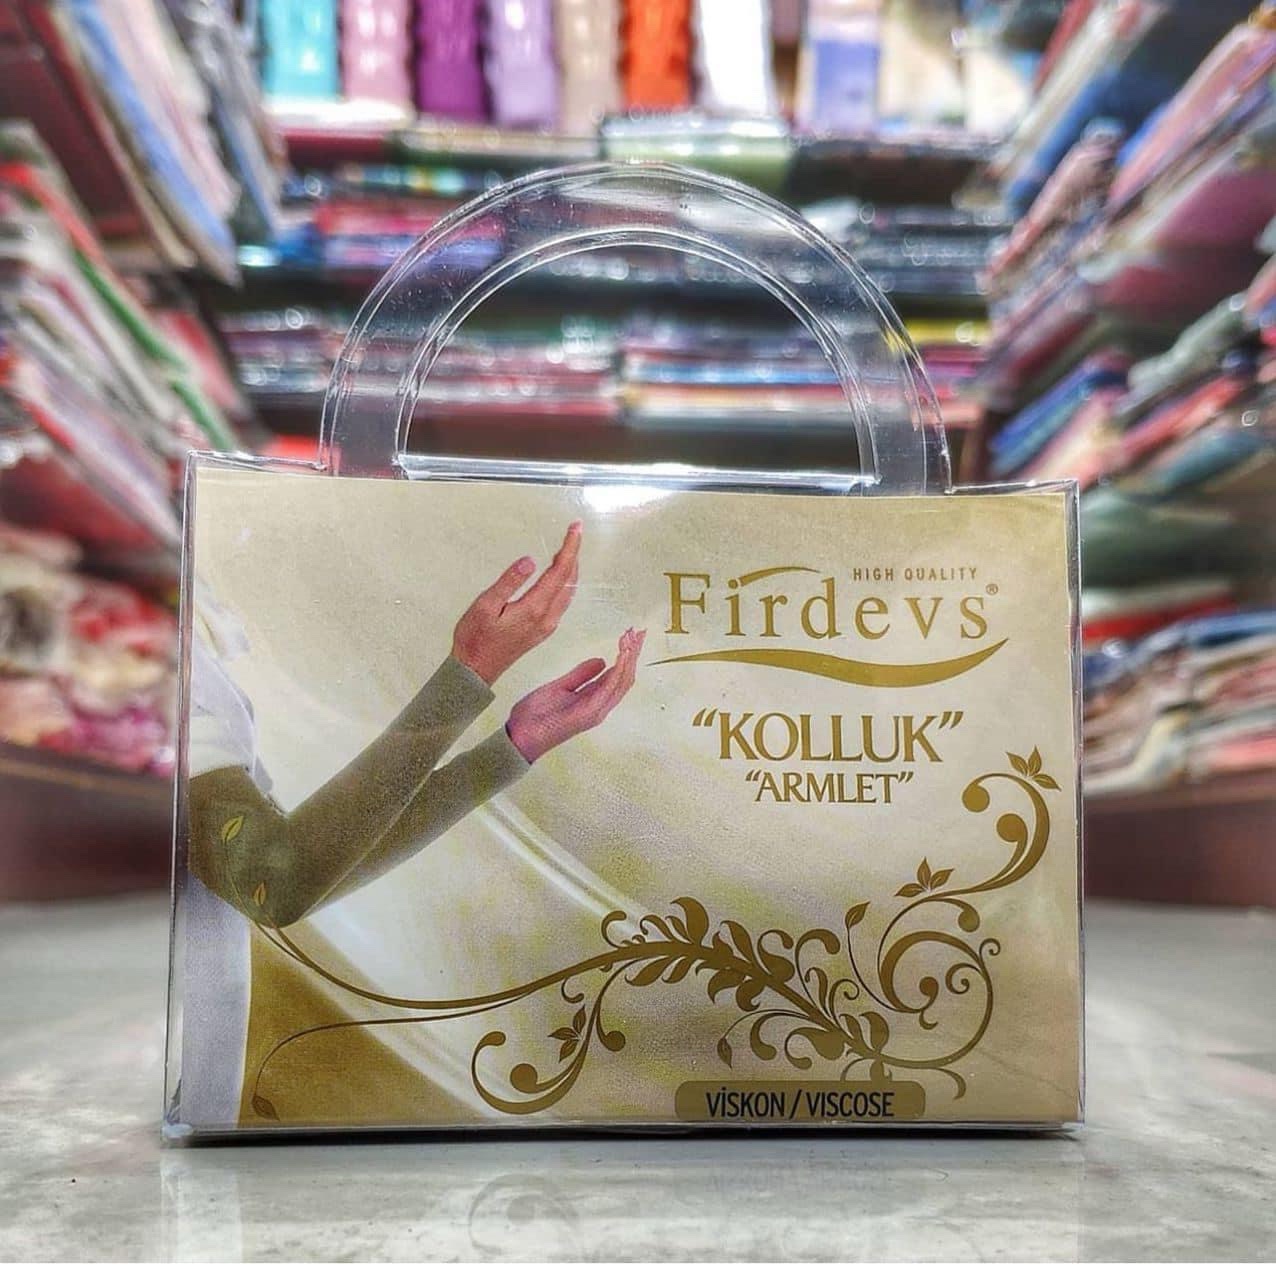 HIGH QUALITY
Firdevs®
“KOLLUK”
“ARMLET”
VİSKON / VISCOSE